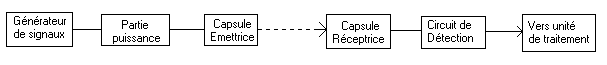 Générateur
de signaux
Partie
puissance
Capsule
Emettrice
Capsule
Réceptrice
Circuit de
Détection
Vers unité
de traitement